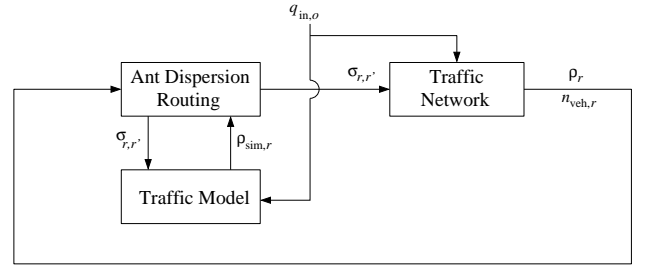 q_in,o
Ant Dispersion
Routing
σ_r,r'
Traffic
Network
ρ_r
n_veh,r
σ_r,r'
ρ_sim,r
Traffic Model